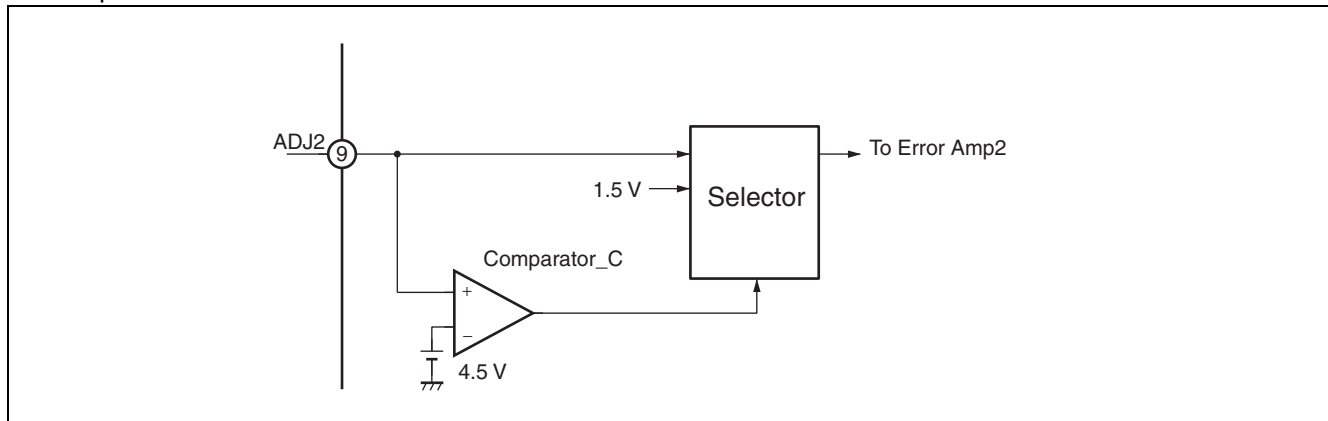 ADJ2
9
To Error Amp2
1.5 V
Selector
Comparator_C
+
−
4.5 V